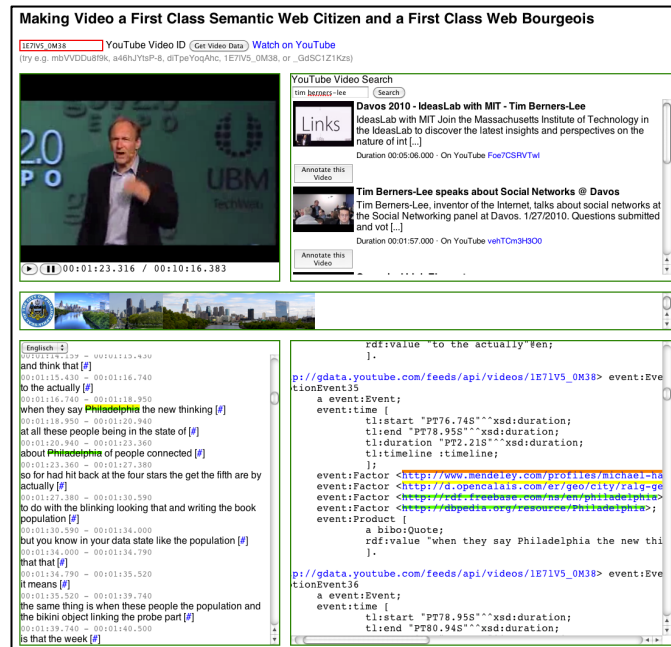 Making Video a First Class Semantic Web Citizen and a First Class Web Bourgeois
1E7lV5_0M38 YouTube Video ID Get Video Data Watch on YouTube
(try e.g. mbVVDDu8f9k, a46hJYtsP-8, diTpeYoqAhc, 1E7lV5_0M38, or _GdSC1Z1Kzs)
2.0
EXPO
UBM
TechWeb
00:01:23.316 / 00:10:16.383
YouTube Video Search
tim berners-lee Search
Links
Davos 2010 - IdeasLab with MIT - Tim Berners-Lee
IdeasLab with MIT Join the Massachusetts Institute of Technology in
the IdeasLab to discover the latest insights and perspectives on the
nature of int [...]
Duration 00:05:06.000 · On YouTube Foe7CSRVTwI
Annotate this
Video
Tim Berners-Lee speaks about Social Networks @ Davos
Tim Berners-Lee, inventor of the Internet, talks about social networks at
the Social Networking panel at Davos. 1/27/2010. Questions submitted
and vot [...]
Duration 00:01:57.000 · On YouTube vehTCm3H3O0
Annotate this
Video
Englisch
00:01:14.159 - 00:01:15.430
and think that [#]
00:01:15.430 - 00:01:16.740
to the actually [#]
00:01:16.740 - 00:01:18.950
when they say Philadelphia the new thinking [#]
00:01:18.950 - 00:01:20.940
at all these people being in the state of [#]
00:01:20.940 - 00:01:23.360
about Philadelphia of people connected [#]
00:01:23.360 - 00:01:27.380
so for had hit back at the four stars the get the fifth are by
actually [#]
00:01:27.380 - 00:01:30.590
to do with the blinking looking that and writing the book
population [#]
00:01:30.590 - 00:01:34.000
but you know in your data state like the population [#]
00:01:34.000 - 00:01:34.790
that that [#]
00:01:34.790 - 00:01:35.520
it means [#]
00:01:35.520 - 00:01:39.740
the same thing is when these people the population and
the bikini object linking the probe part [#]
00:01:39.740 - 00:01:40.500
is that the week [#]
rdf:value "to the actually"@en;
].
p://gdata.youtube.com/feeds/api/videos/1E7lV5_0M38> event:Eve
tionEvent35
a event:Event;
event:time [
tl:start "PT76.74S"^^xsd:duration;
tl:end "PT78.95S"^^xsd:duration;
tl:duration "PT2.21S"^^xsd:duration;
tl:timeline :timeline;
];
event:Factor <http://www.mendeley.com/profiles/michael-ha
event:Factor <http://d.opencalais.com/er/geo/city/ralg-ge
event:Factor <http://rdf.freebase.com/ns/en/philadelphia>
event:Factor <http://dbpedia.org/resource/Philadelphia>;
event:Product [
a bibo:Quote;
rdf:value "when they say Philadelphia the new thi
].
p://gdata.youtube.com/feeds/api/videos/1E7lV5_0M38> event:Eve
tionEvent36
a event:Event;
event:time [
tl:start "PT78.95S"^^xsd:duration;
tl:end "PT80.94S"^^xsd:duration;